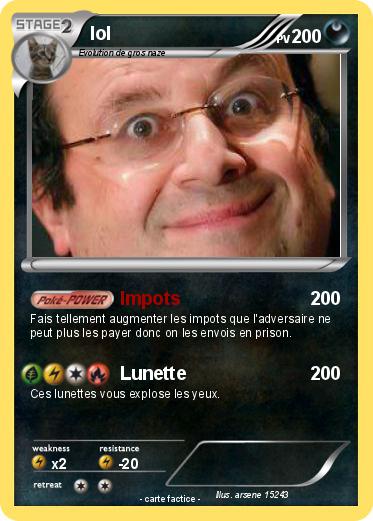 STAGE2 lol PV 200
Evolution de gros naze
Poké-POWER Impots 200
Fais tellement augmenter les impots que l'adversaire ne
peut plus les payer donc on les envois en prison.
Lunette 200
Ces lunettes vous explose les yeux.
weakness resistance
x2 -20
retreat
- carte factice - Illus. arsene 15243